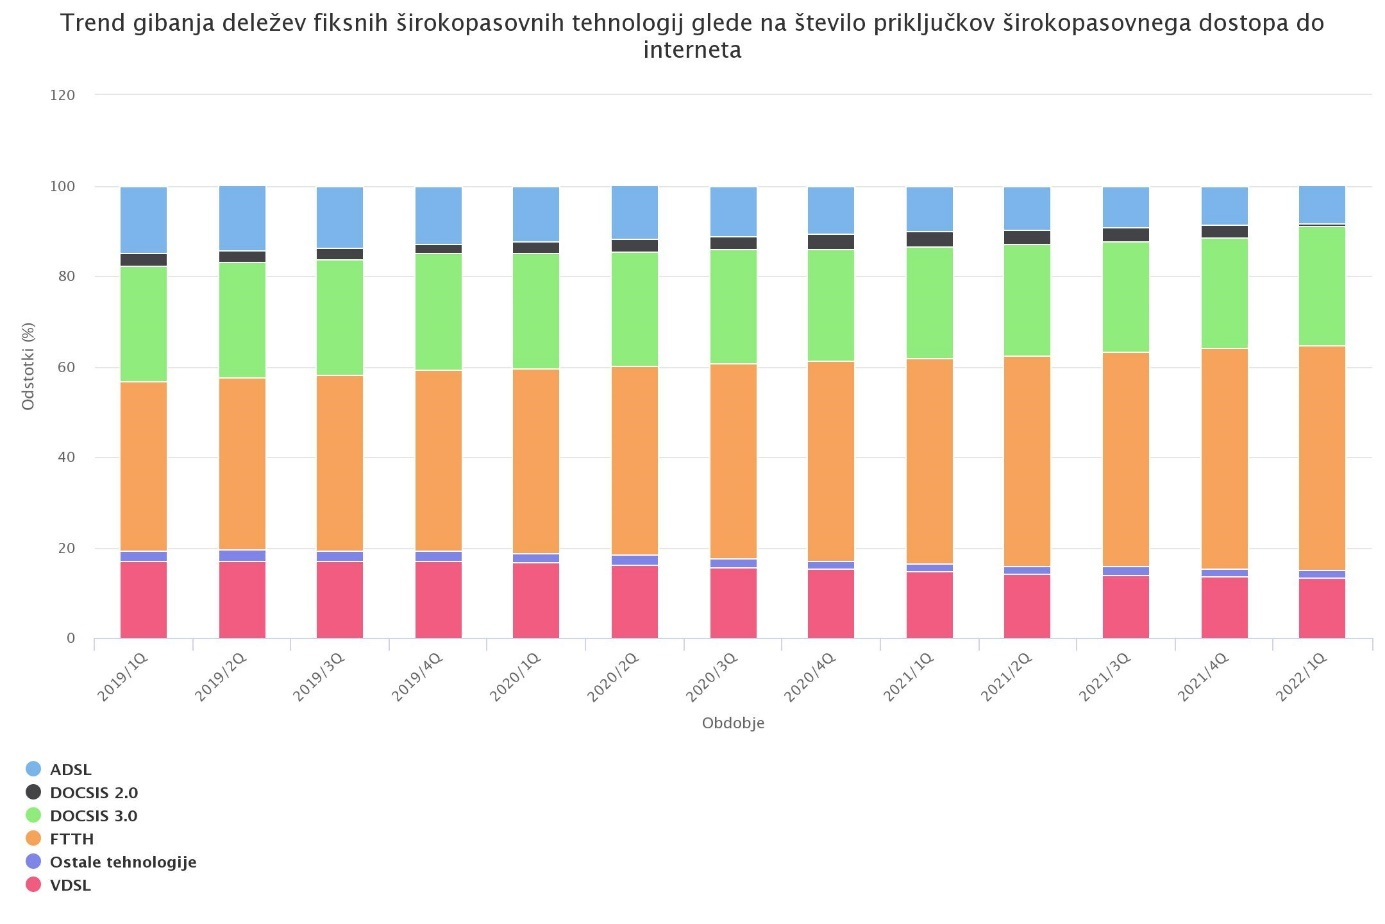 Trend gibanja deležev fiksnih širokopasovnih tehnologij glede na število priključkov širokopasovnega dostopa do
interneta
120
100
80
60
40
20
0
Odstotki (%)
2019/1Q
2019/2Q
2019/3Q
2019/4Q
2020/1Q
2020/2Q
2020/3Q
2020/4Q
2021/1Q
2021/2Q
2021/3Q
2021/4Q
2022/1Q
Obdobje
ADSL
DOCSIS 2.0
DOCSIS 3.0
FTTH
Ostale tehnologije
VDSL